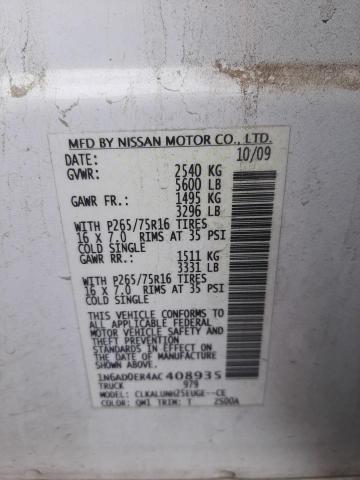 MFD BY NISSAN MOTOR CO., LTD.
DATE: 10/09
GVWR: 2540 KG
5600 LB
GAWR FR.: 1495 KG
3296 LB
WITH P265/75R16 TIRES
16 X 7.0 RIMS AT 35 PSI
COLD SINGLE
GAWR RR.: 1511 KG
3331 LB
WITH P265/75R16 TIRES
16 X 7.0 RIMS AT 35 PSI
COLD SINGLE
THIS VEHICLE CONFORMS TO ALL
APPLICABLE FEDERAL
MOTOR VEHICLE SAFETY AND
THEFT PREVENTION
STANDARDS IN EFFECT ON THE
DATE OF MANUFACTURE
SHOWN ABOVE.
1N6AD0ER4AC408935
TRUCK 979
MODEL: CLKALUNHZ5EUGE--CE
COLOR: QM1 TRIM: T 2500A